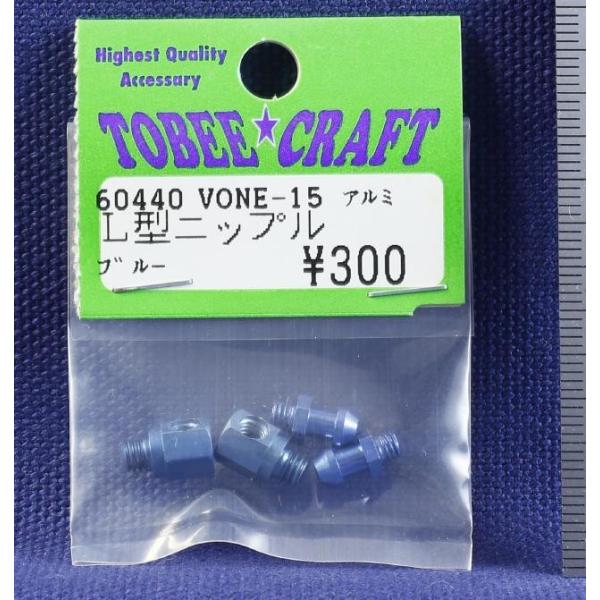 Highest Quality
Accessary
TOBEE★CRAFT
60440 VONE-15 アルミ
L型ニップル
ブルー ¥300